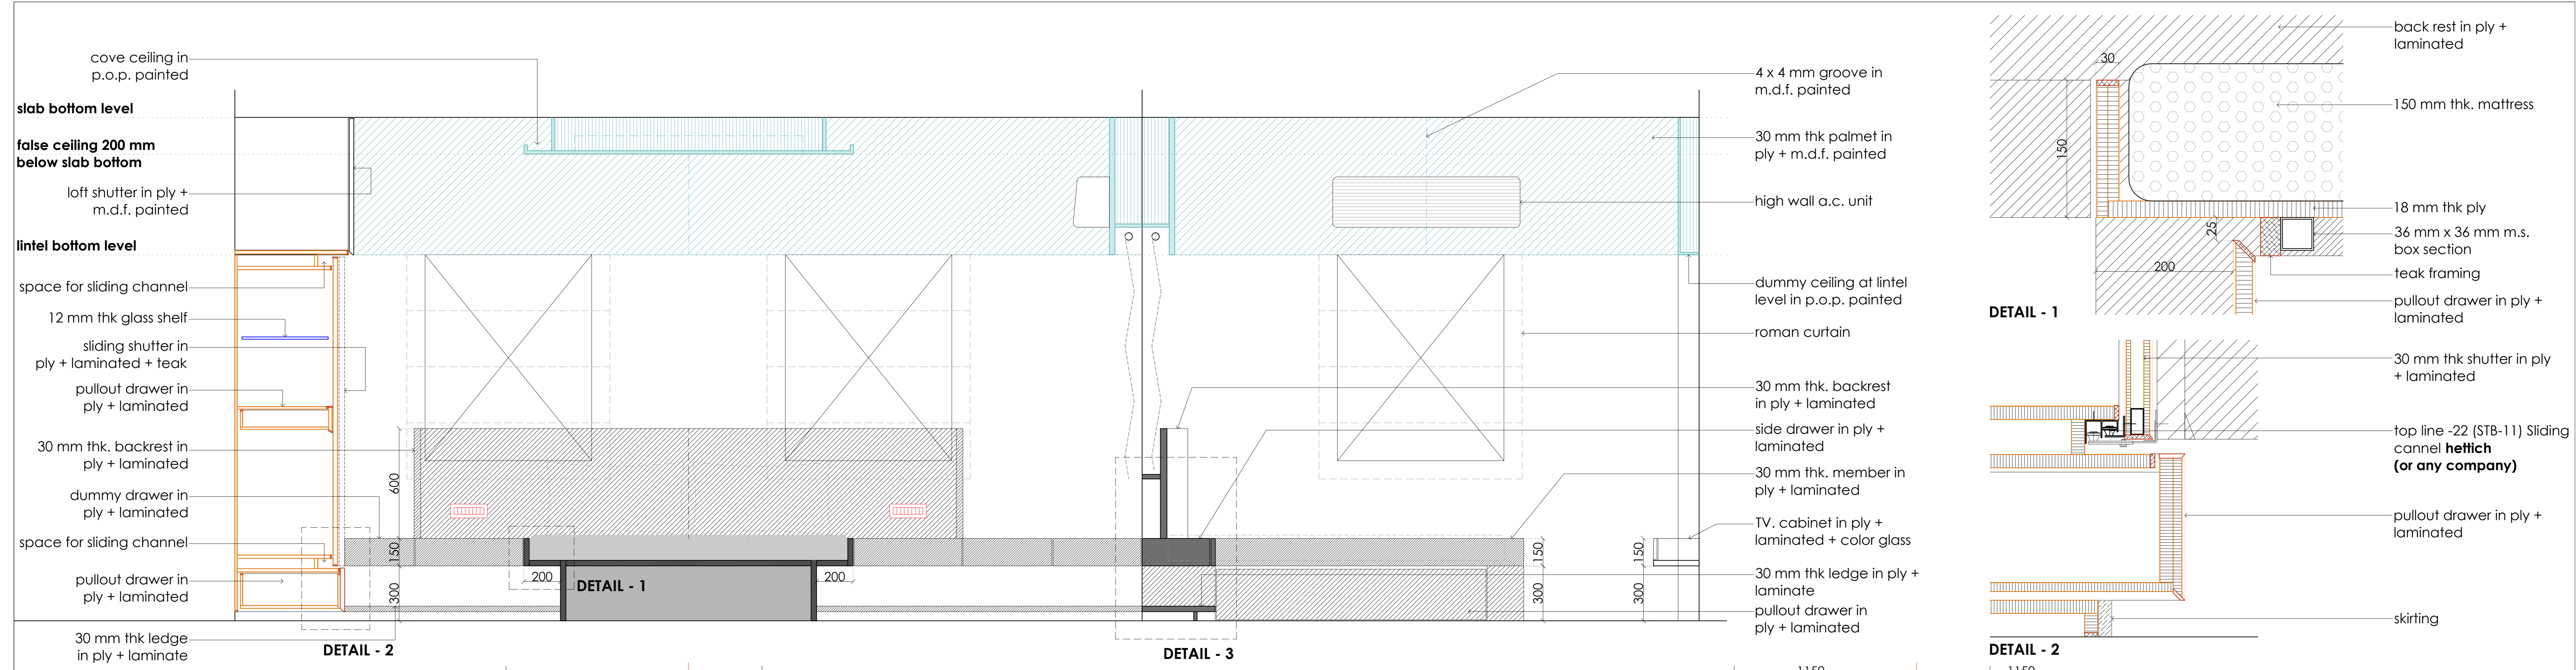 cove ceiling in
p.o.p. painted
slab bottom level
false ceiling 200 mm
below slab bottom
loft shutter in ply +
m.d.f. painted
lintel bottom level
space for sliding channel
12 mm thk glass shelf
sliding shutter in
ply + laminated + teak
pullout drawer in
ply + laminated
30 mm thk. backrest in
ply + laminated
dummy drawer in
ply + laminated
space for sliding channel
pullout drawer in
ply + laminated
30 mm thk ledge
in ply + laminate
600
150
300
200
200
DETAIL - 1
DETAIL - 2
DETAIL - 3
150
300
150
300
4 x 4 mm groove in
m.d.f. painted
30 mm thk palmet in
ply + m.d.f. painted
high wall a.c. unit
dummy ceiling at lintel
level in p.o.p. painted
roman curtain
30 mm thk. backrest
in ply + laminated
side drawer in ply +
laminated
30 mm thk. member in
ply + laminated
TV. cabinet in ply +
laminated + color glass
30 mm thk ledge in ply +
laminate
pullout drawer in
ply + laminated
30
150
25
200
back rest in ply +
laminated
150 mm thk. mattress
18 mm thk ply
36 mm x 36 mm m.s.
box section
teak framing
pullout drawer in ply +
laminated
DETAIL - 1
30 mm thk shutter in ply
+ laminated
top line -22 (STB-11) Sliding
cannel hettich
(or any company)
pullout drawer in ply +
laminated
skirting
DETAIL - 2
1150
1150